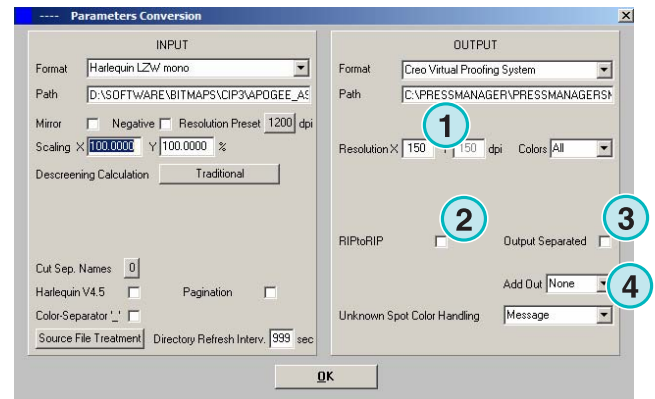 ---- Parameters Conversion
INPUT
Format Harlequin LZW mono
Path D:\SOFTWARE\BITMAPS\CIP3\APOGEE_AS
Mirror Negative Resolution Preset 1200 dpi
Scaling X 100.0000 Y 100.0000 %
Descreening Calculation Traditional
Cut Sep. Names 0
Harlequin V4.5 Pagination
Color-Separator '_'
Source File Treatment Directory Refresh Interv. 999 sec
OUTPUT
Format Creo Virtual Proofing System
Path C:\PRESSMANAGER\PRESSMANAGERSM
1
Resolution X 150 150 dpi Colors All
2
3
RIPtoRIP Output Separated
Add Out None 4
Unknown Spot Color Handling Message
OK